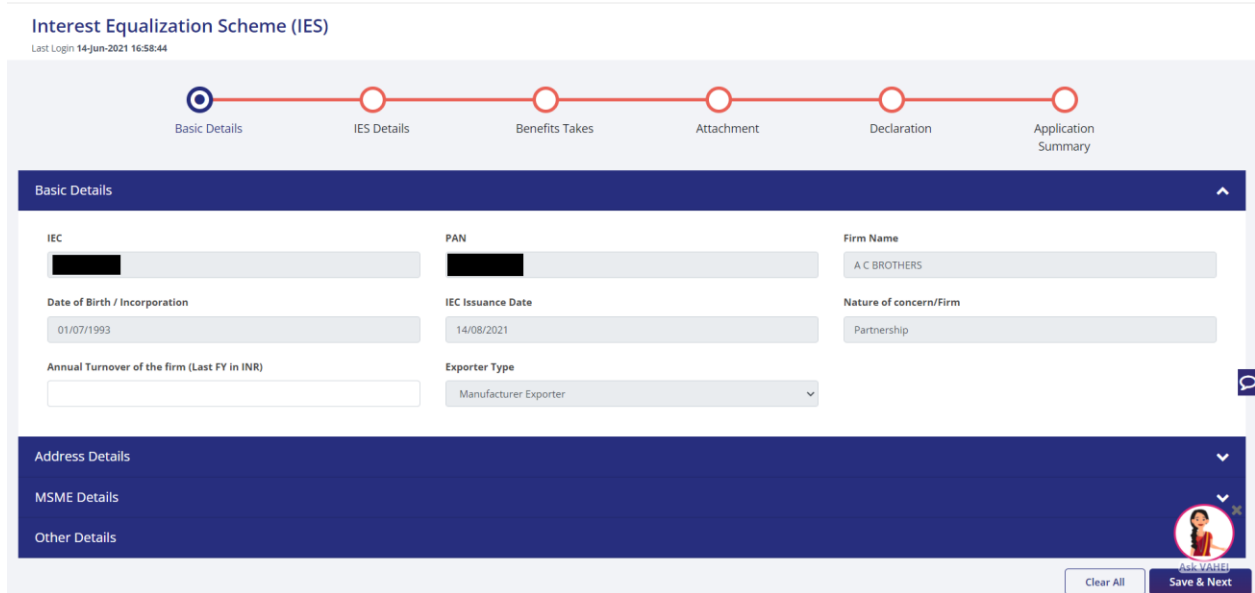 Interest Equalization Scheme (IES)
Last Login 14-Jun-2021 16:58:44
Basic Details
IES Details
Benefits Takes
Attachment
Declaration
Application
Summary
Basic Details
IEC
PAN
Firm Name
A C BROTHERS
Date of Birth / Incorporation
IEC Issuance Date
Nature of concern/Firm
01/07/1993
14/08/2021
Partnership
Annual Turnover of the firm (Last FY in INR)
Exporter Type
Manufacturer Exporter
Address Details
MSME Details
Other Details
Ask VAHEI
Clear All
Save & Next